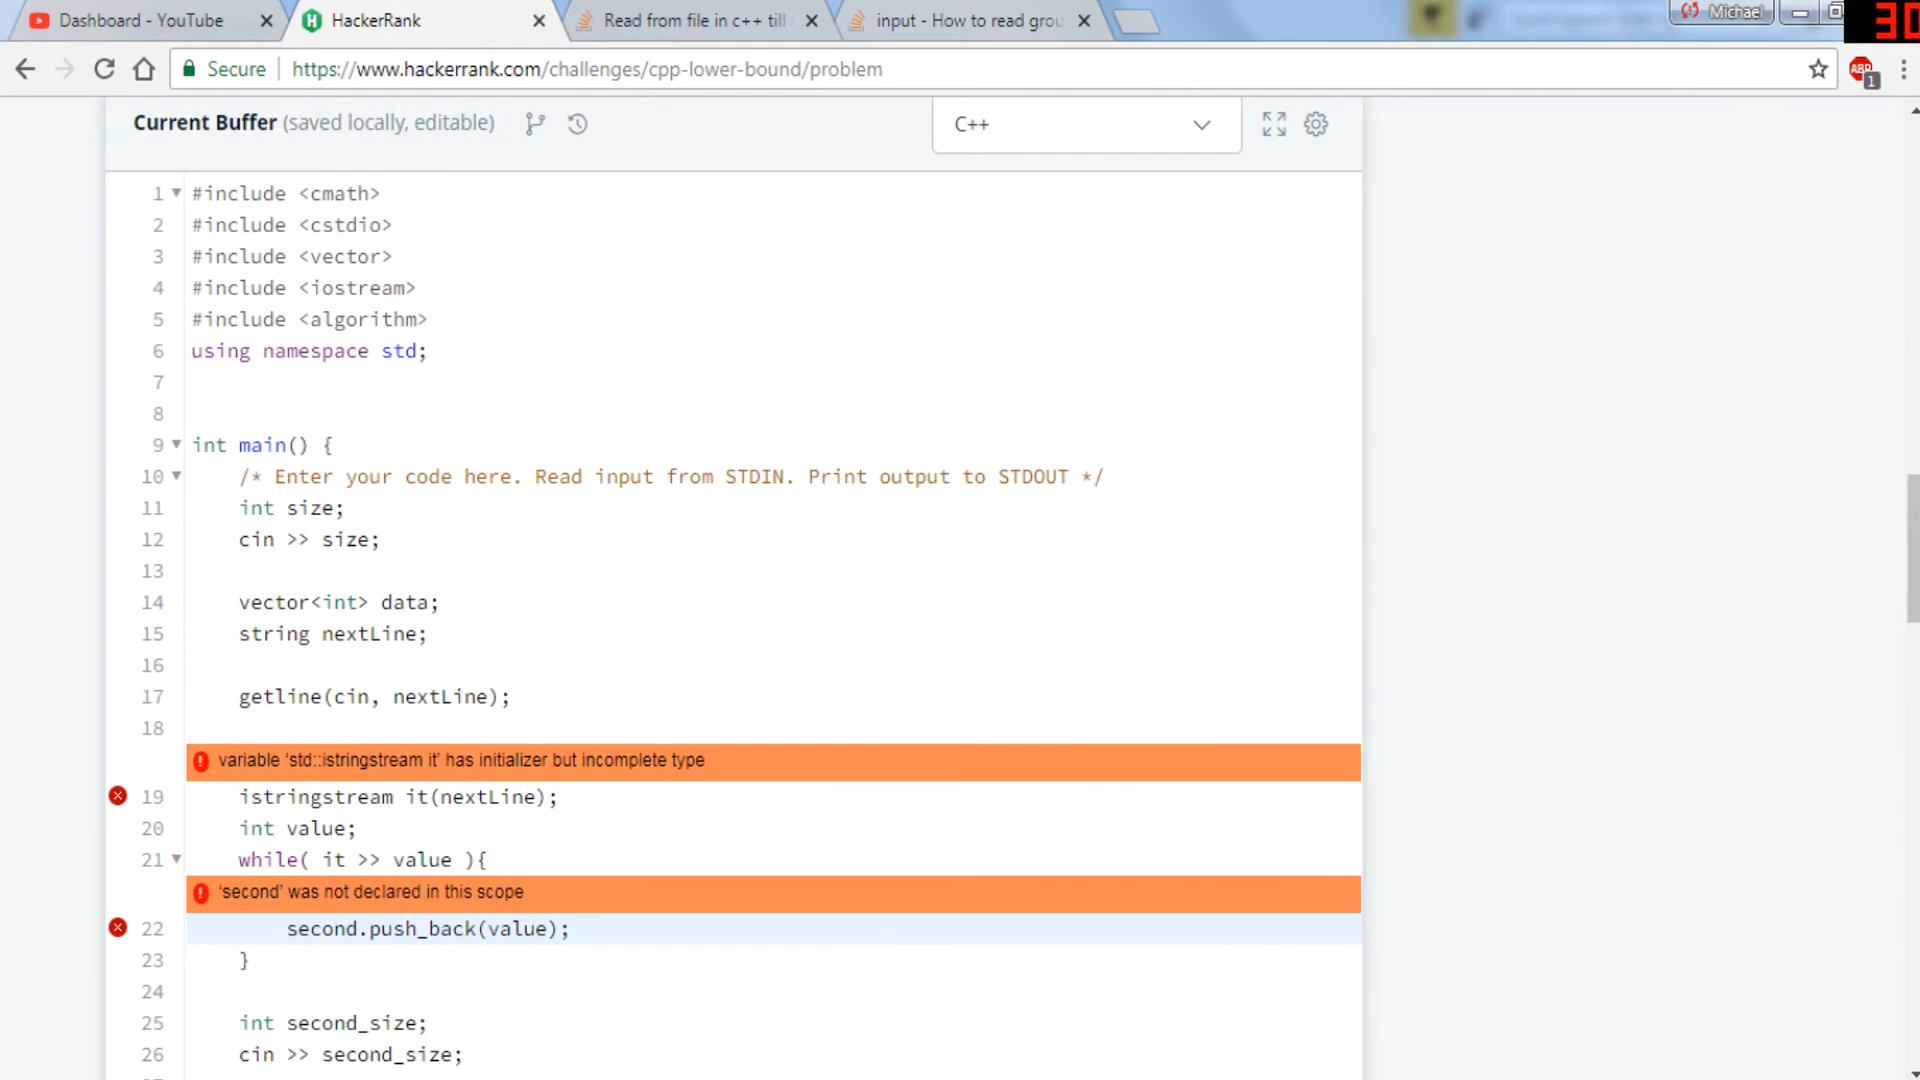 Dashboard - YouTube
HackerRank
Read from file in c++ till
input - How to read grou
Michael
30
Secure
https://www.hackerrank.com/challenges/cpp-lower-bound/problem
ABP
1
Current Buffer (saved locally, editable)
C++
1 #include <cmath>
2 #include <cstdio>
3 #include <vector>
4 #include <iostream>
5 #include <algorithm>
6 using namespace std;
7
8
9 int main() {
10 /* Enter your code here. Read input from STDIN. Print output to STDOUT */
11 int size;
12 cin >> size;
13
14 vector<int> data;
15 string nextLine;
16
17 getline(cin, nextLine);
18
variable ‘std::istringstream it’ has initializer but incomplete type
19 istringstream it(nextLine);
20 int value;
21 while( it >> value ){
‘second’ was not declared in this scope
22 second.push_back(value);
23 }
24
25 int second_size;
26 cin >> second_size;